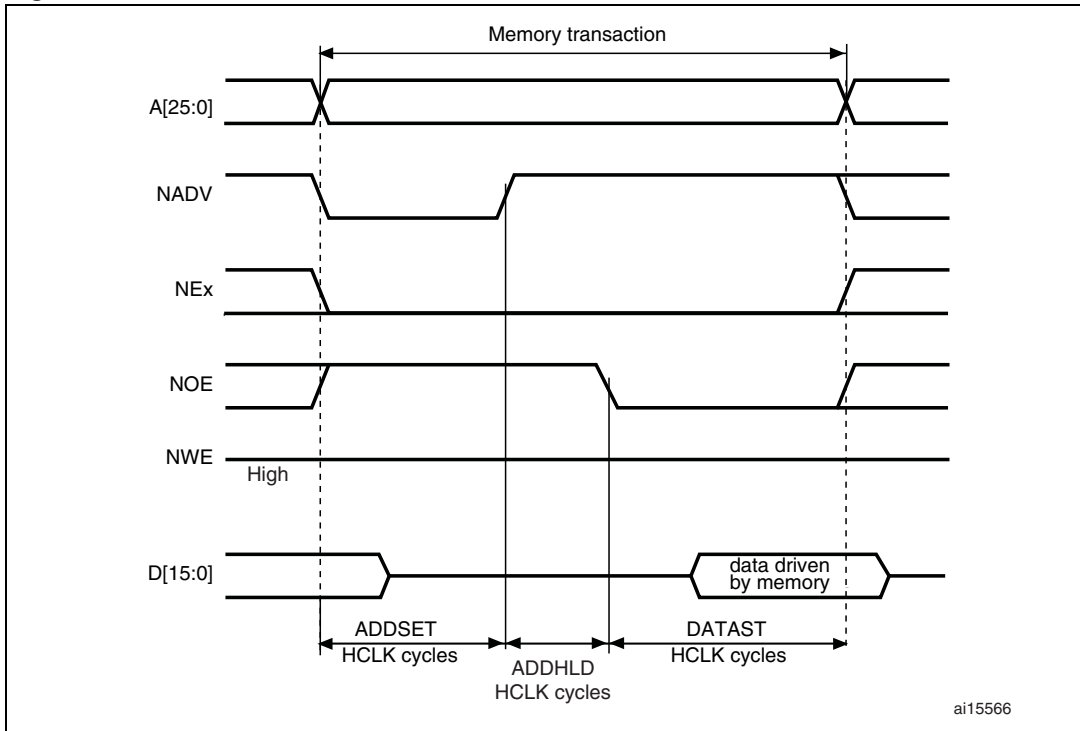 Memory transaction
A[25:0]
NADV
NEx
NOE
NWE
High
D[15:0]
data driven
by memory
ADDSET
HCLK cycles
ADDHLD
HCLK cycles
DATAST
HCLK cycles
ai15566